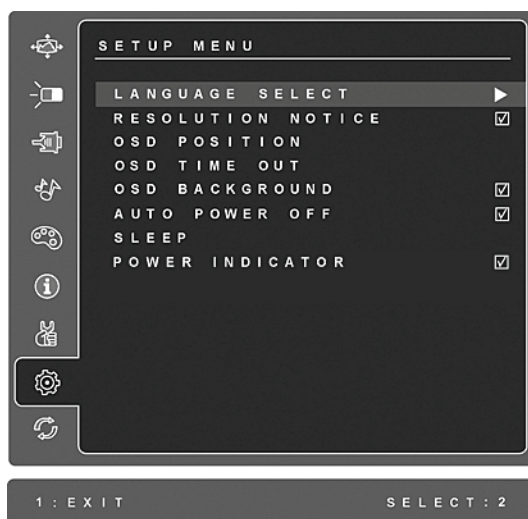 SETUP MENU
LANGUAGE SELECT
RESOLUTION NOTICE
OSD POSITION
OSD TIME OUT
OSD BACKGROUND
AUTO POWER OFF
SLEEP
POWER INDICATOR
1:EXIT SELECT:2